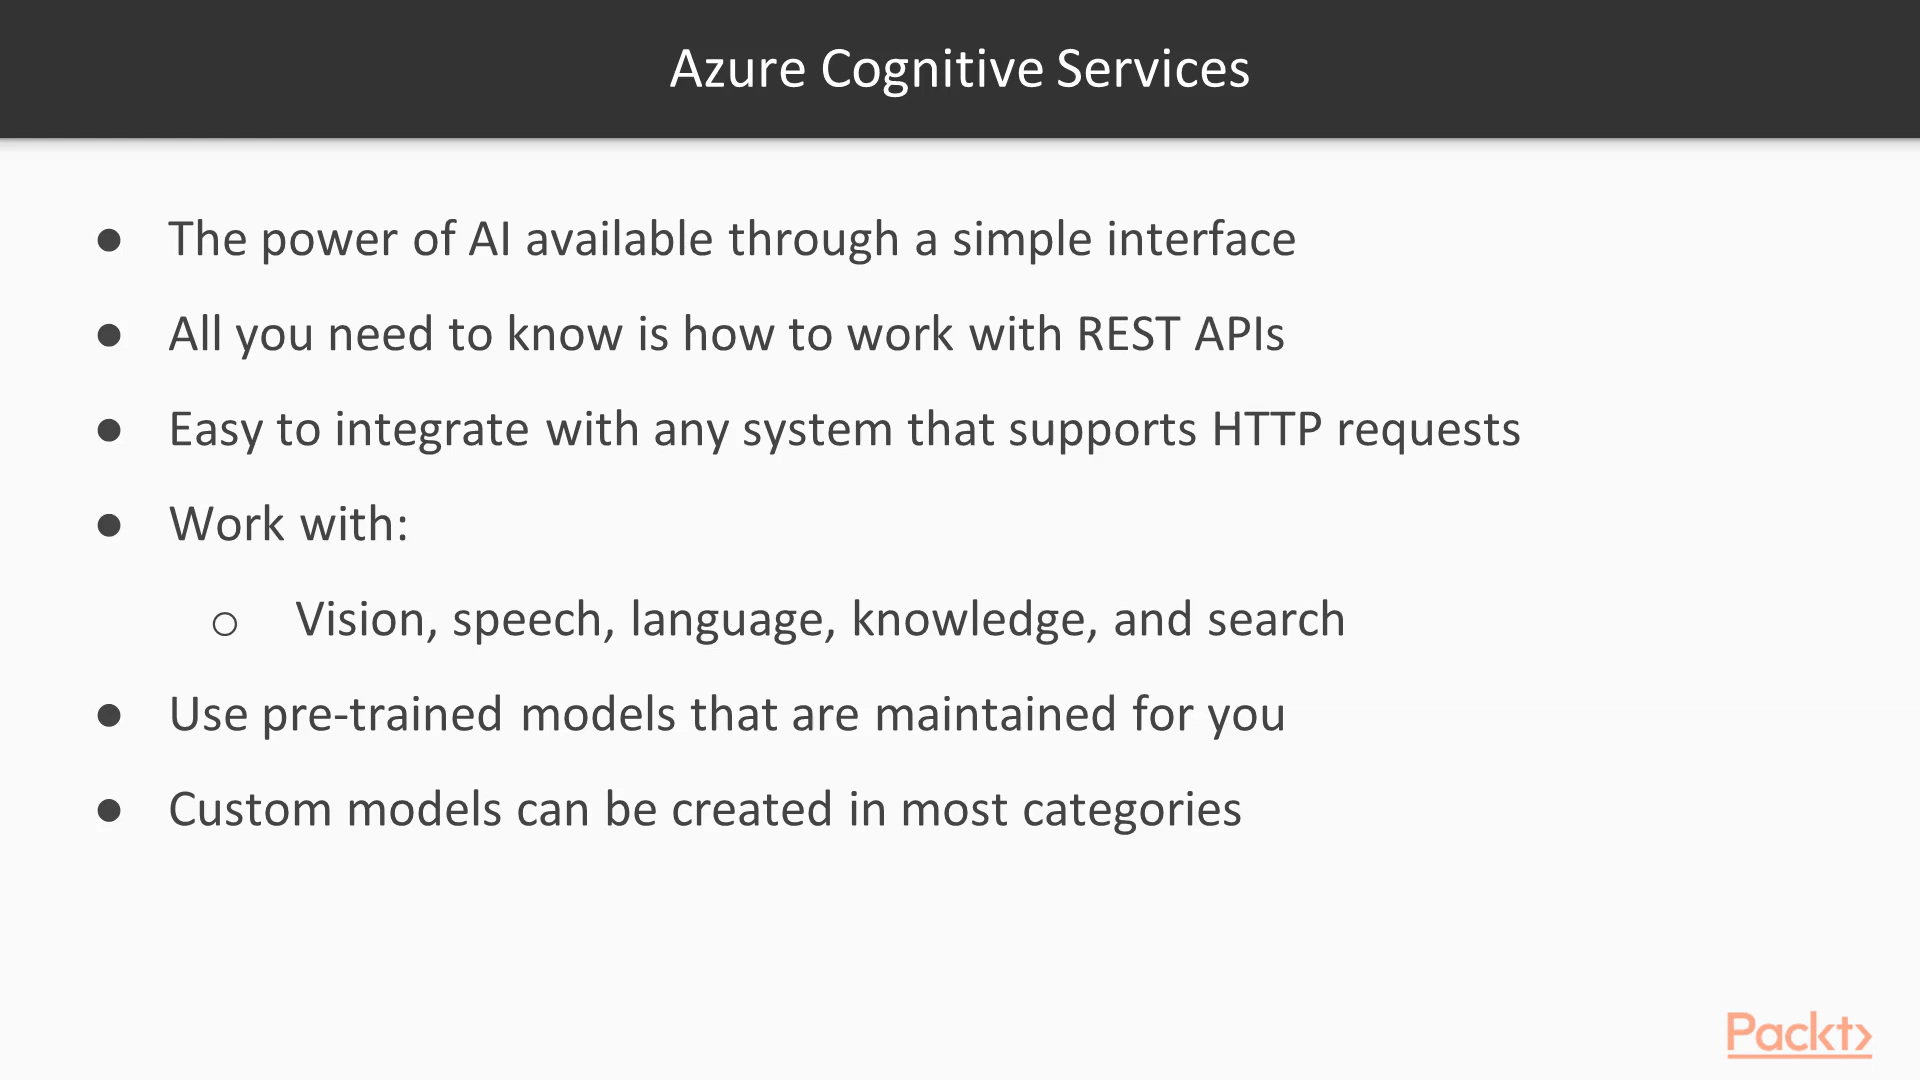 Azure Cognitive Services
● The power of AI available through a simple interface
● All you need to know is how to work with REST APIs
● Easy to integrate with any system that supports HTTP requests
● Work with:
○ Vision, speech, language, knowledge, and search
● Use pre-trained models that are maintained for you
● Custom models can be created in most categories
Packt>